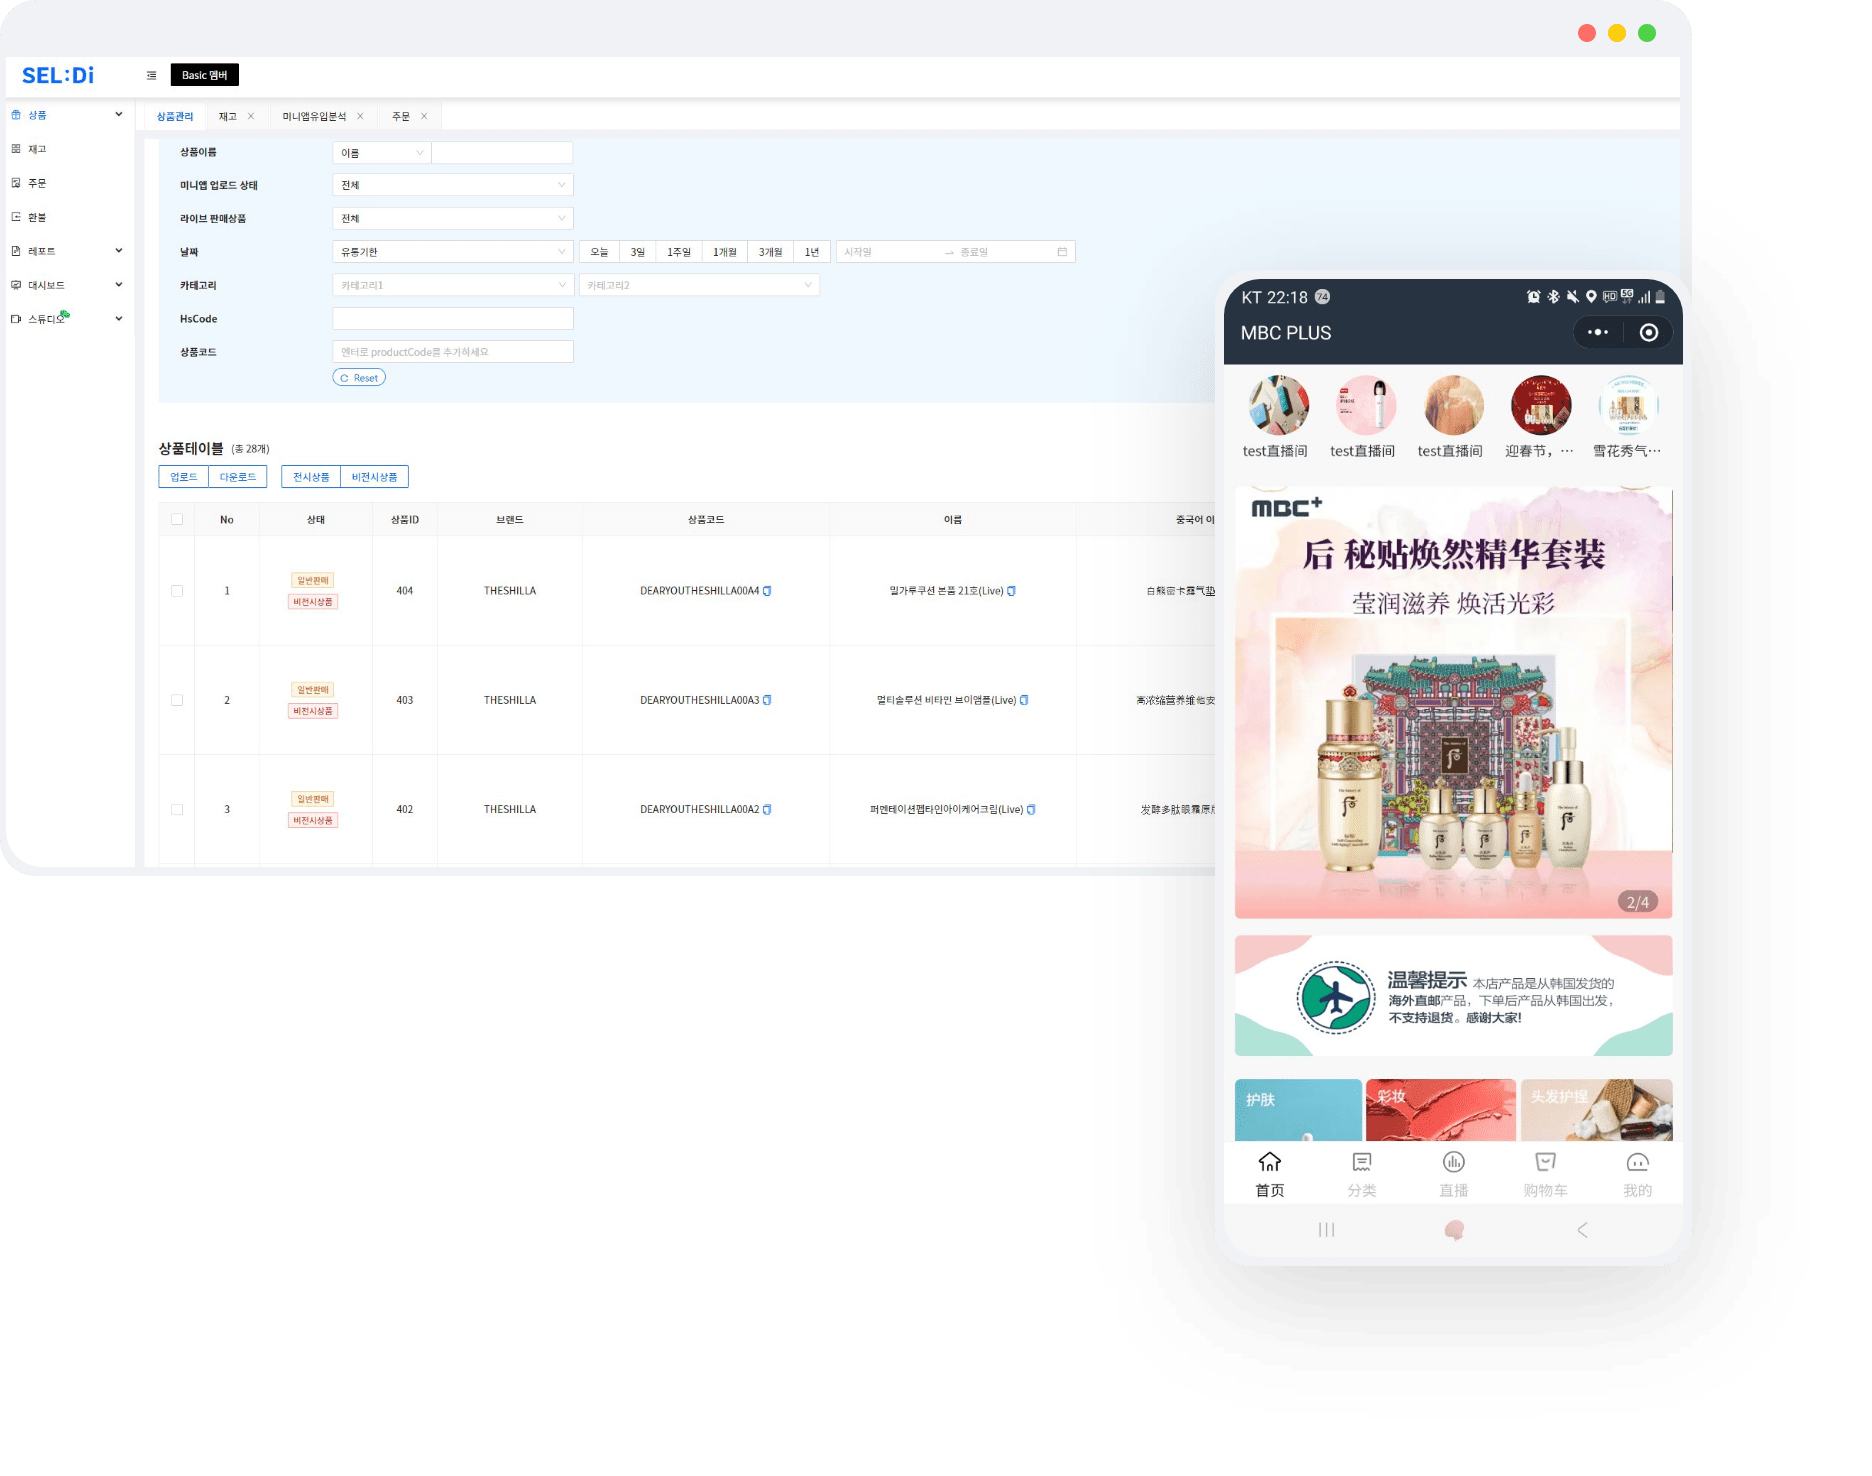 SEL:Di
Basic 멤버
상품
재고
주문
환불
레포트
대시보드
스튜디오
상품관리
재고
미니앱유입분석
주문
상품이름
이름
미니앱 업로드 상태
전체
라이브 판매상품
전체
날짜
유통기한
오늘
3일
1주일
1개월
3개월
1년
시작일
종료일
카테고리
카테고리1
카테고리2
HsCode
상품코드
엔터로 productCode를 추가하세요
Reset
상품테이블 (총 28개)
업로드
다운로드
전시상품
비전시상품
No 상태 상품ID 브랜드 상품코드 이름 중국어 이
일반판매
비전시상품
1 404 THESHILLA DEARYOUTHESHILLA00A4 밀가루쿠션 본품 21호(Live) 白熊密卡露气垫
일반판매
비전시상품
2 403 THESHILLA DEARYOUTHESHILLA00A3 멀티솔루션 비타민 브이앰플(Live) 高浓缩营养维他安
일반판매
비전시상품
3 402 THESHILLA DEARYOUTHESHILLA00A2 퍼멘테이션펩타인아이케어크림(Live) 发酵多肽眼霜原
KT 22:18 74
HD 5G
MBC PLUS
test直播间
test直播间
test直播间
迎春节，…
雪花秀气…
MBC+
后 秘贴焕然精华套装
莹润滋养 焕活光彩
The history of 后
2/4
温馨提示 本店产品是从韩国发货的
海外直邮产品，下单后产品从韩国出发，
不支持退货。感谢大家！
护肤
彩妆
头发护捏
首页
分类
直播
购物车
我的